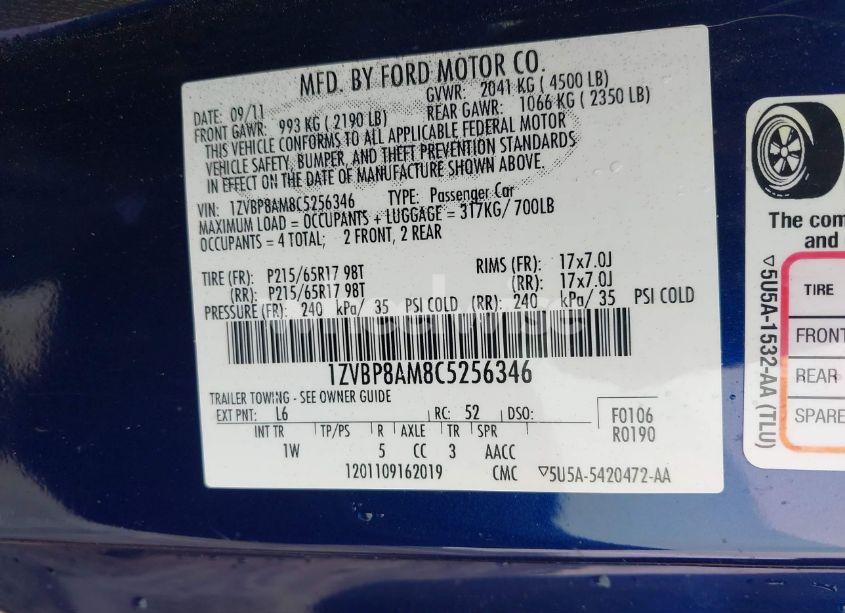 MFD. BY FORD MOTOR CO.
DATE: 09/11 GVWR: 2041 KG ( 4500 LB)
FRONT GAWR: 993 KG ( 2190 LB) REAR GAWR: 1066 KG ( 2350 LB)
THIS VEHICLE CONFORMS TO ALL APPLICABLE FEDERAL MOTOR
VEHICLE SAFETY, BUMPER, AND THEFT PREVENTION STANDARDS
IN EFFECT ON THE DATE OF MANUFACTURE SHOWN ABOVE.
VIN: 1ZVBP8AM8C5256346 TYPE: Passenger Car
MAXIMUM LOAD = OCCUPANTS + LUGGAGE = 317KG/ 700LB
OCCUPANTS = 4 TOTAL; 2 FRONT, 2 REAR
TIRE (FR): P215/65R17 98T RIMS (FR): 17x7.0J
(RR): P215/65R17 98T (RR): 17x7.0J
PRESSURE (FR): 240 kPa/ 35 PSI COLD (RR): 240 kPa/ 35 PSI COLD
1ZVBP8AM8C5256346
TRAILER TOWING - SEE OWNER GUIDE
EXT PNT: L6 RC: 52 DSO: F0106
INT TR TP/PS R AXLE TR SPR R0190
1W 5 CC 3 AACC
1201109162019 CMC ▽5U5A-5420472-AA
The com
and
▽5U5A-1532-AA (TLU)
TIRE
FRONT
REAR
SPARE